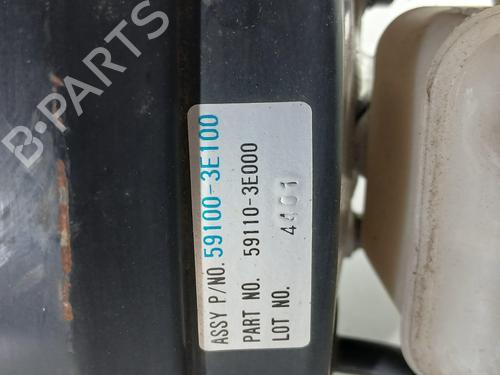 ASSY P/NO. 59100-3E100
PART NO. 59110-3E000
LOT NO. 4401
B-PARTS